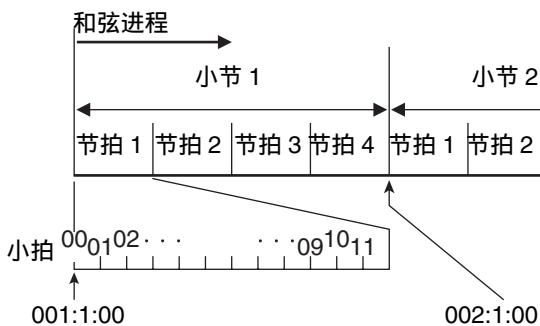 和弦进程
小节 1 小节 2
节拍 1 节拍 2 节拍 3 节拍 4 节拍 1 节拍 2
小拍 00 01 02 · · · · · · 09 10 11
001:1:00 002:1:00